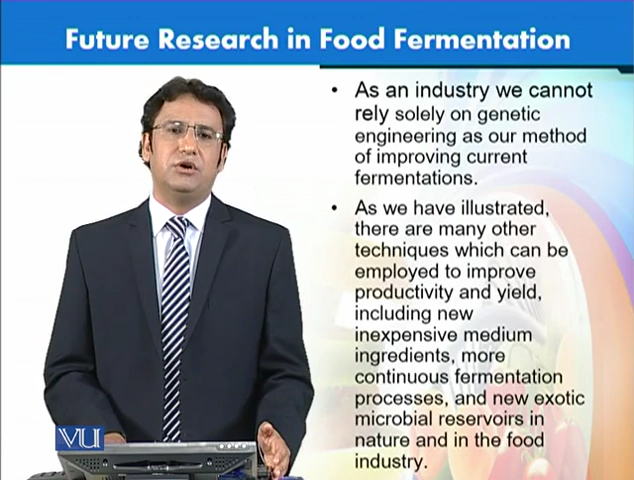 Future Research in Food Fermentation
• As an industry we cannot
rely solely on genetic
engineering as our method
of improving current
fermentations.
• As we have illustrated,
there are many other
techniques which can be
employed to improve
productivity and yield,
including new
inexpensive medium
ingredients, more
continuous fermentation
processes, and new exotic
microbial reservoirs in
nature and in the food
industry.
VU